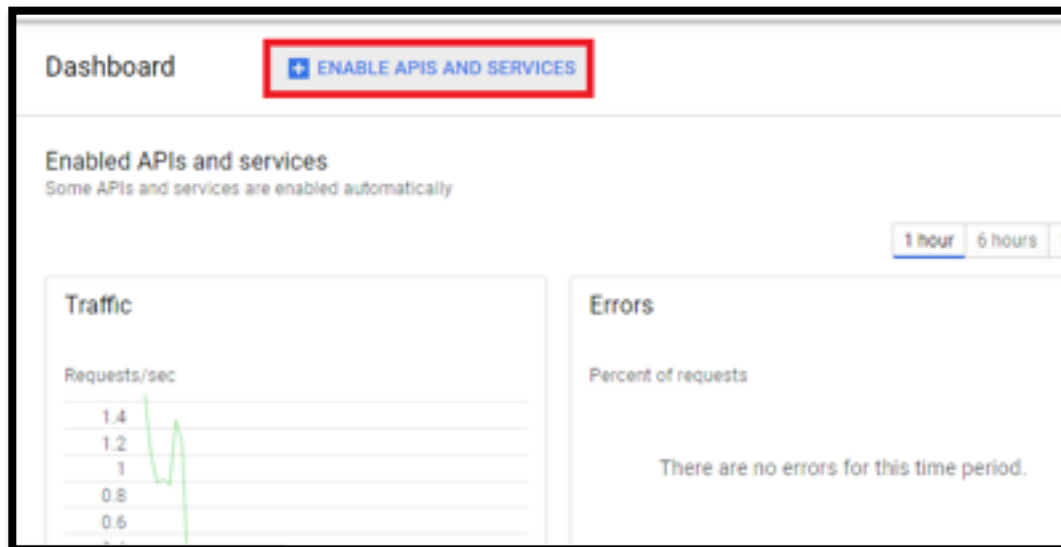 Dashboard
ENABLE APIS AND SERVICES
Enabled APIs and services
Some APIs and services are enabled automatically
1 hour 6 hours
Traffic
Requests/sec
1.4
1.2
1
0.8
0.6
Errors
Percent of requests
There are no errors for this time period.